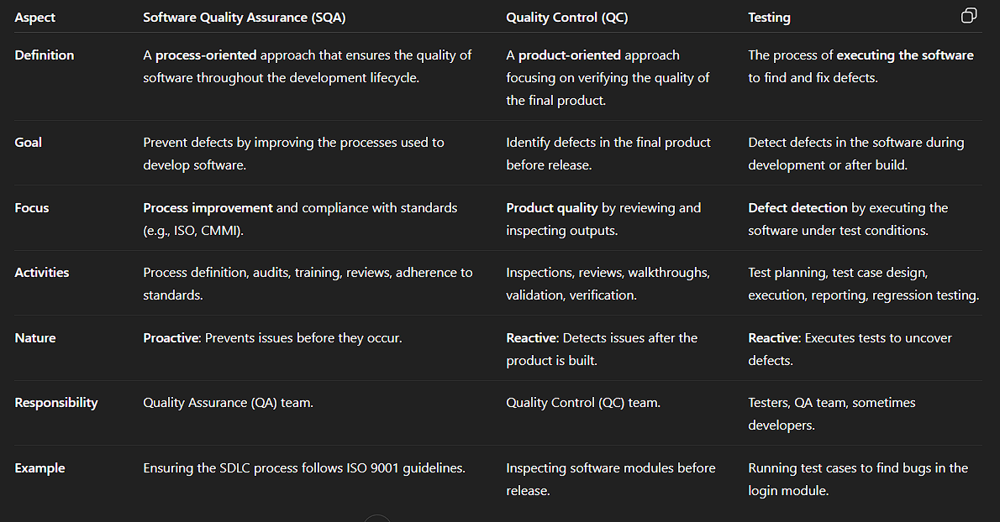 Aspect Software Quality Assurance (SQA) Quality Control (QC) Testing
Definition A process-oriented approach that ensures the quality of A product-oriented approach The process of executing the software
software throughout the development lifecycle. focusing on verifying the quality of to find and fix defects.
the final product.
Goal Prevent defects by improving the processes used to Identify defects in the final product Detect defects in the software during
develop software. before release. development or after build.
Focus Process improvement and compliance with standards Product quality by reviewing and Defect detection by executing the
(e.g., ISO, CMMI). inspecting outputs. software under test conditions.
Activities Process definition, audits, training, reviews, adherence to Inspections, reviews, walkthroughs, Test planning, test case design,
standards. validation, verification. execution, reporting, regression testing.
Nature Proactive: Prevents issues before they occur. Reactive: Detects issues after the Reactive: Executes tests to uncover
product is built. defects.
Responsibility Quality Assurance (QA) team. Quality Control (QC) team. Testers, QA team, sometimes
developers.
Example Ensuring the SDLC process follows ISO 9001 guidelines. Inspecting software modules before Running test cases to find bugs in the
release. login module.